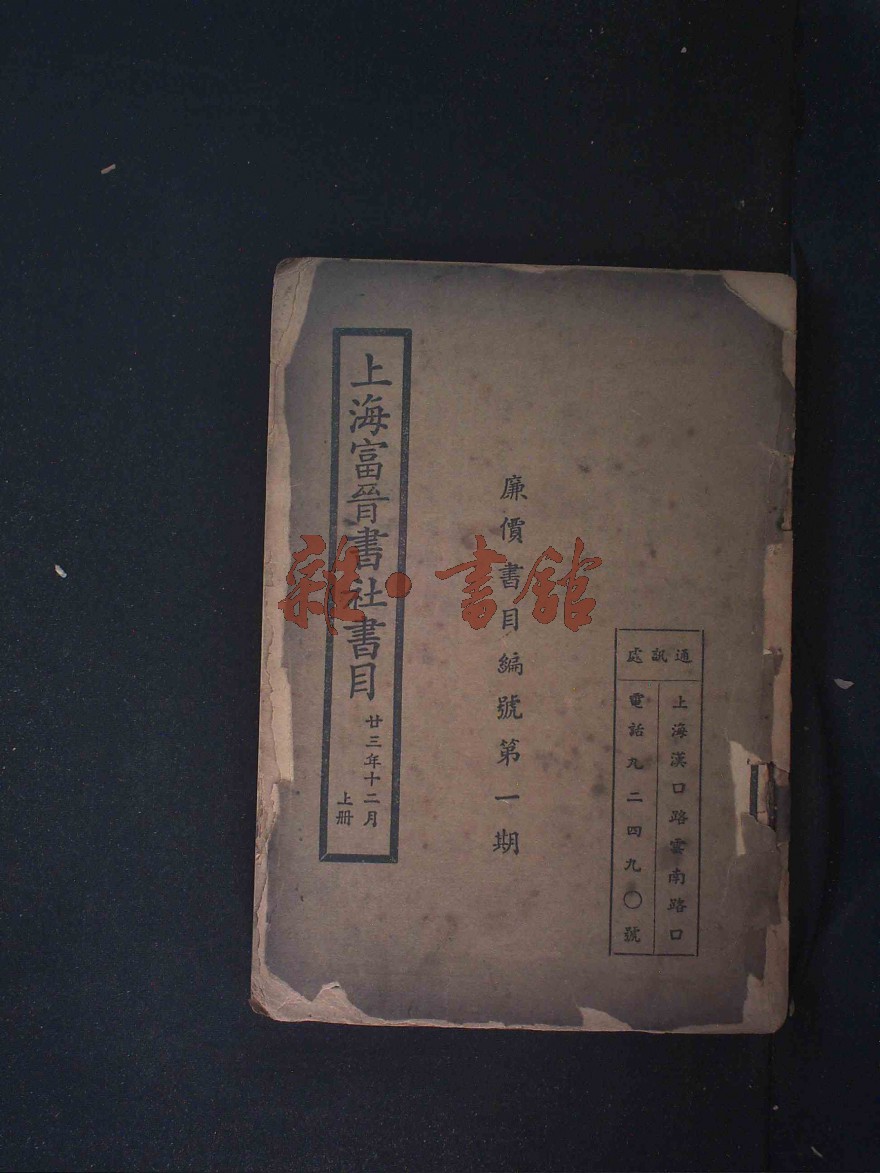 通訊處
上海漢口路雲南路口
電話九二四九〇號
廉價書目編號第一期
上海富晉書社書目
廿三年十二月
上册
雜·書館